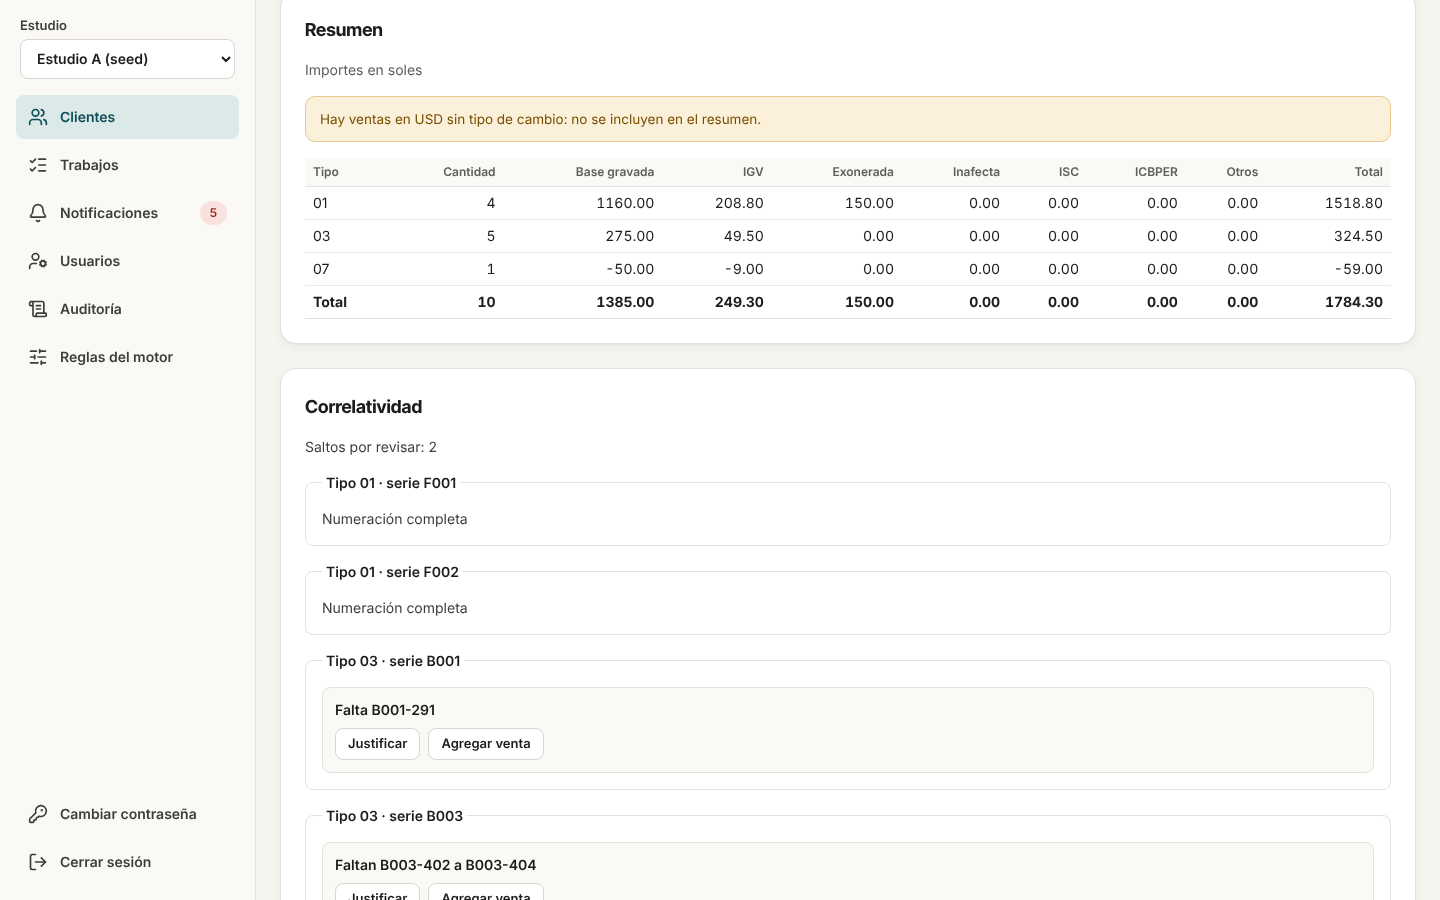 Estudio
Estudio A (seed)
Clientes
Trabajos
Notificaciones 5
Usuarios
Auditoría
Reglas del motor
Cambiar contraseña
Cerrar sesión
Resumen
Importes en soles
Hay ventas en USD sin tipo de cambio: no se incluyen en el resumen.
Tipo Cantidad Base gravada IGV Exonerada Inafecta ISC ICBPER Otros Total
01 4 1160.00 208.80 150.00 0.00 0.00 0.00 0.00 1518.80
03 5 275.00 49.50 0.00 0.00 0.00 0.00 0.00 324.50
07 1 -50.00 -9.00 0.00 0.00 0.00 0.00 0.00 -59.00
Total 10 1385.00 249.30 150.00 0.00 0.00 0.00 0.00 1784.30
Correlatividad
Saltos por revisar: 2
Tipo 01 · serie F001
Numeración completa
Tipo 01 · serie F002
Numeración completa
Tipo 03 · serie B001
Falta B001-291
Justificar Agregar venta
Tipo 03 · serie B003
Faltan B003-402 a B003-404
Justificar Agregar venta